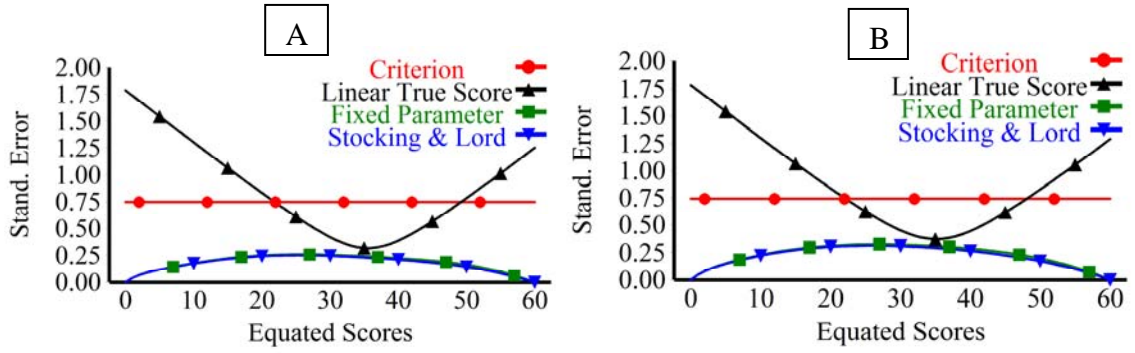 A
Criterion
Linear True Score
Fixed Parameter
Stocking & Lord
2.00
1.75
1.50
1.25
1.00
0.75
0.50
0.25
0.00
Stand. Error
0 10 20 30 40 50 60
Equated Scores
B
Criterion
Linear True Score
Fixed Parameter
Stocking & Lord
2.00
1.75
1.50
1.25
1.00
0.75
0.50
0.25
0.00
Stand. Error
0 10 20 30 40 50 60
Equated Scores